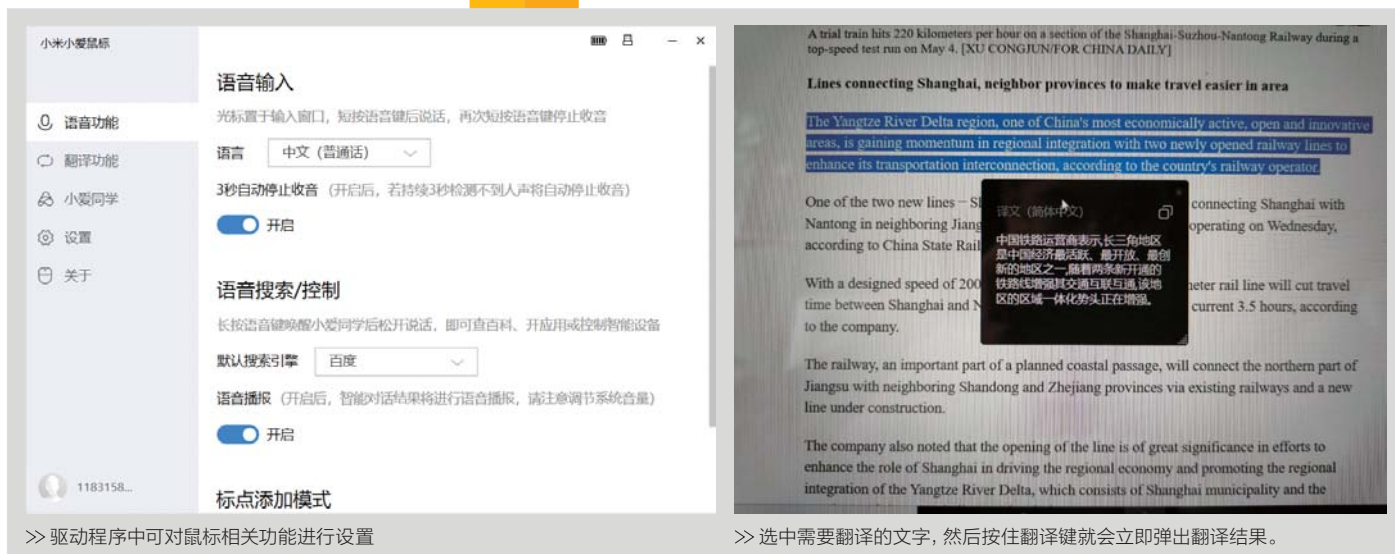 小米小爱鼠标
语音功能
翻译功能
小爱同学
设置
关于
1183158...
语音输入
光标置于输入窗口，短按语音键后说话，再次短按语音键停止收音
语言 中文（普通话）
3秒自动停止收音（开启后，若持续3秒检测不到人声将自动停止收音）
开启
语音搜索/控制
长按语音键唤醒小爱同学后松开说话，即可查百科、开应用或控制智能设备
默认搜索引擎 百度
语音播报（开启后，智能对话结果将进行语音播报，请注意调节系统音量）
开启
标点添加模式
>> 驱动程序中可对鼠标相关功能进行设置
A trial train hits 220 kilometers per hour on a section of the Shanghai-Suzhou-Nantong Railway during a
top-speed test run on May 4. [XU CONGJUN/FOR CHINA DAILY]
Lines connecting Shanghai, neighbor provinces to make travel easier in area
The Yangtze River Delta region, one of China's most economically active, open and innovative
areas, is gaining momentum in regional integration with two newly opened railway lines to
enhance its transportation interconnection, according to the country's railway operator.
One of the two new lines – connecting Shanghai with
Nantong in neighboring Jiang operating on Wednesday,
according to China State Rail
With a designed speed of 200 eter rail line will cut travel
time between Shanghai and N current 3.5 hours, according
to the company.
译文（简体中文）
中国铁路运营商表示,长三角地区
是中国经济最活跃、最开放、最创
新的地区之一,随着两条新开通的
铁路线增强其交通互联互通,该地
区的区域一体化势头正在增强。
The railway, an important part of a planned coastal passage, will connect the northern part of
Jiangsu with neighboring Shandong and Zhejiang provinces via existing railways and a new
line under construction.
The company also noted that the opening of the line is of great significance in efforts to
enhance the role of Shanghai in driving the regional economy and promoting the regional
integration of the Yangtze River Delta, which consists of Shanghai municipality and the
>> 选中需要翻译的文字，然后按住翻译键就会立即弹出翻译结果。